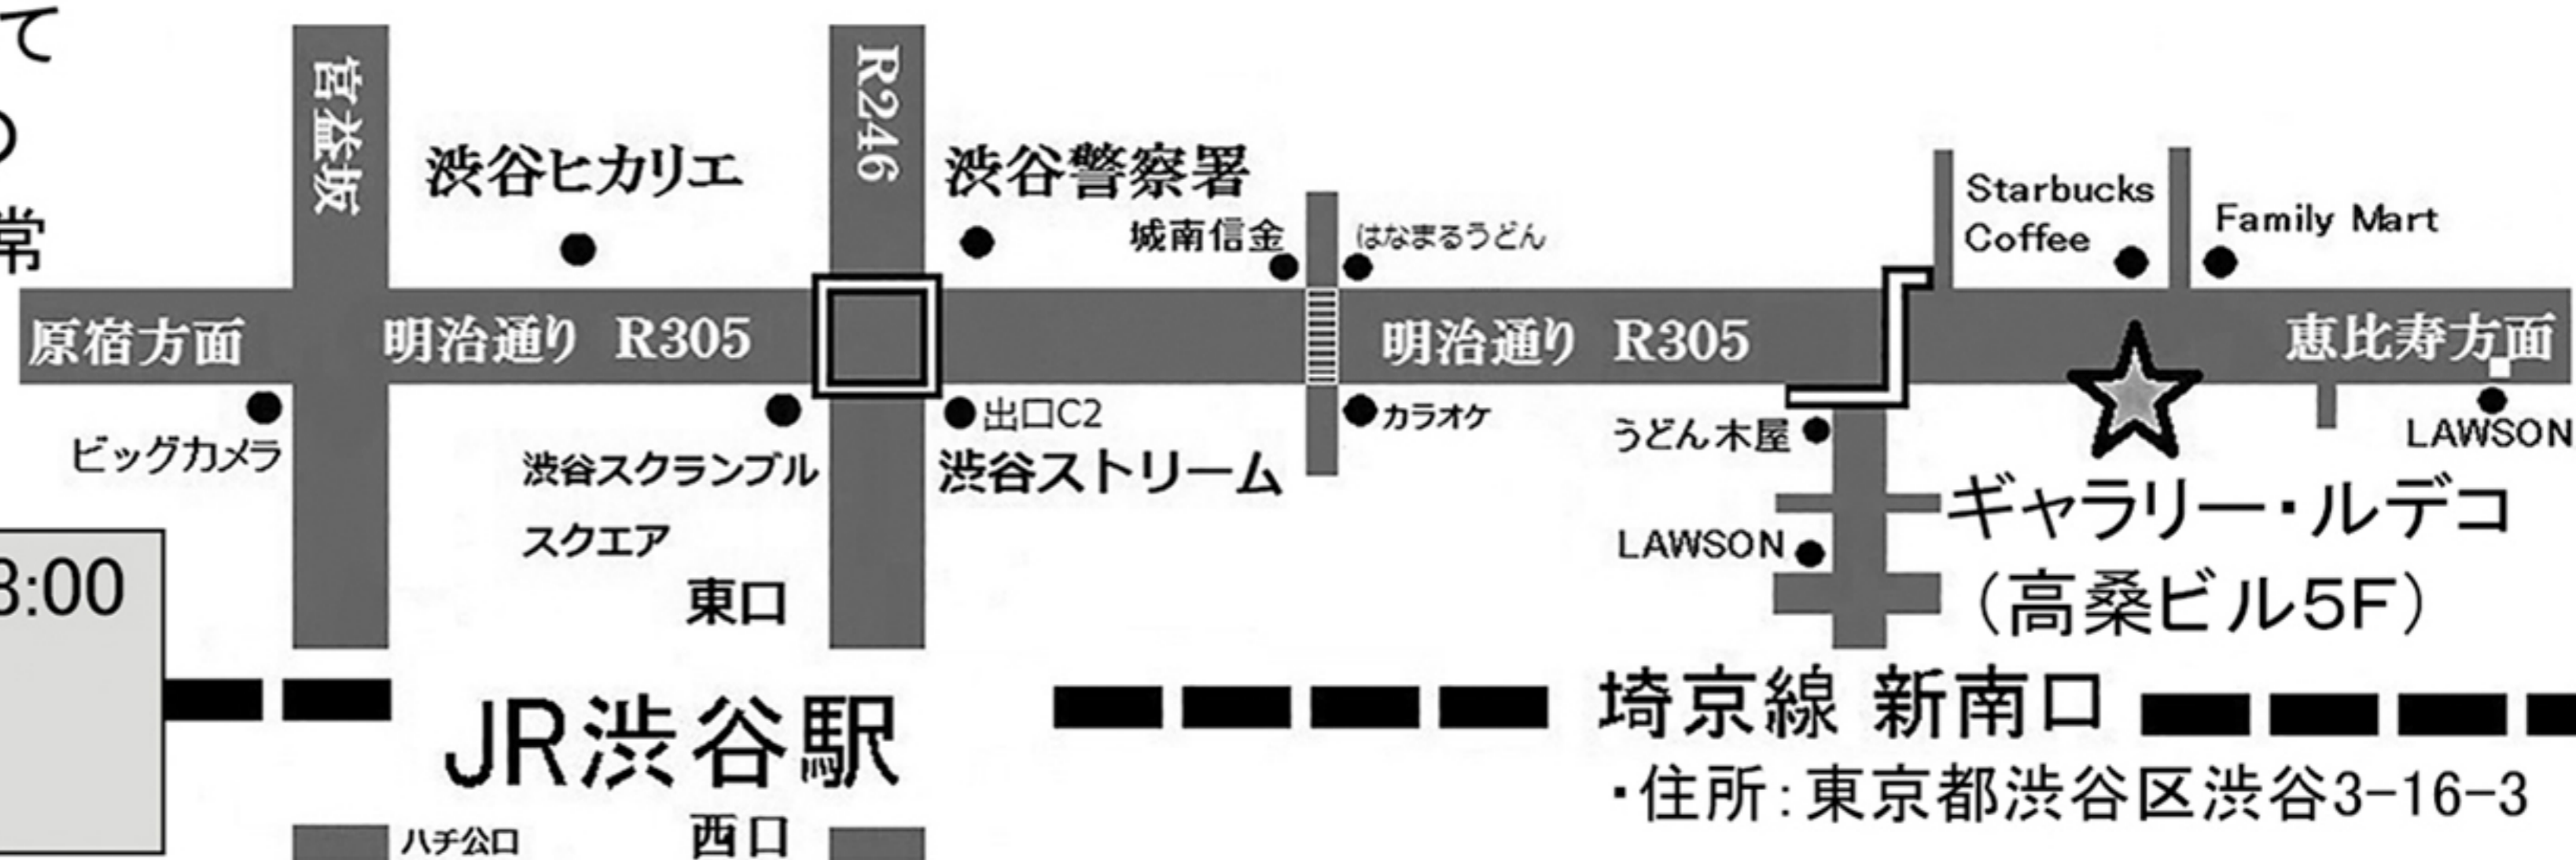 て
の
常
宮益坂
R246
渋谷ヒカリエ
渋谷警察署
城南信金
はなまるうどん
Starbucks
Coffee
Family Mart
原宿方面
明治通り R305
明治通り R305
恵比寿方面
ビッグカメラ
出口C2
カラオケ
うどん木屋
LAWSON
渋谷スクランブル
スクエア
渋谷ストリーム
LAWSON
ギャラリー・ルデコ
（高桑ビル5F）
東口
8:00
JR渋谷駅
埼京線 新南口
・住所：東京都渋谷区渋谷3-16-3
ハチ公口
西口